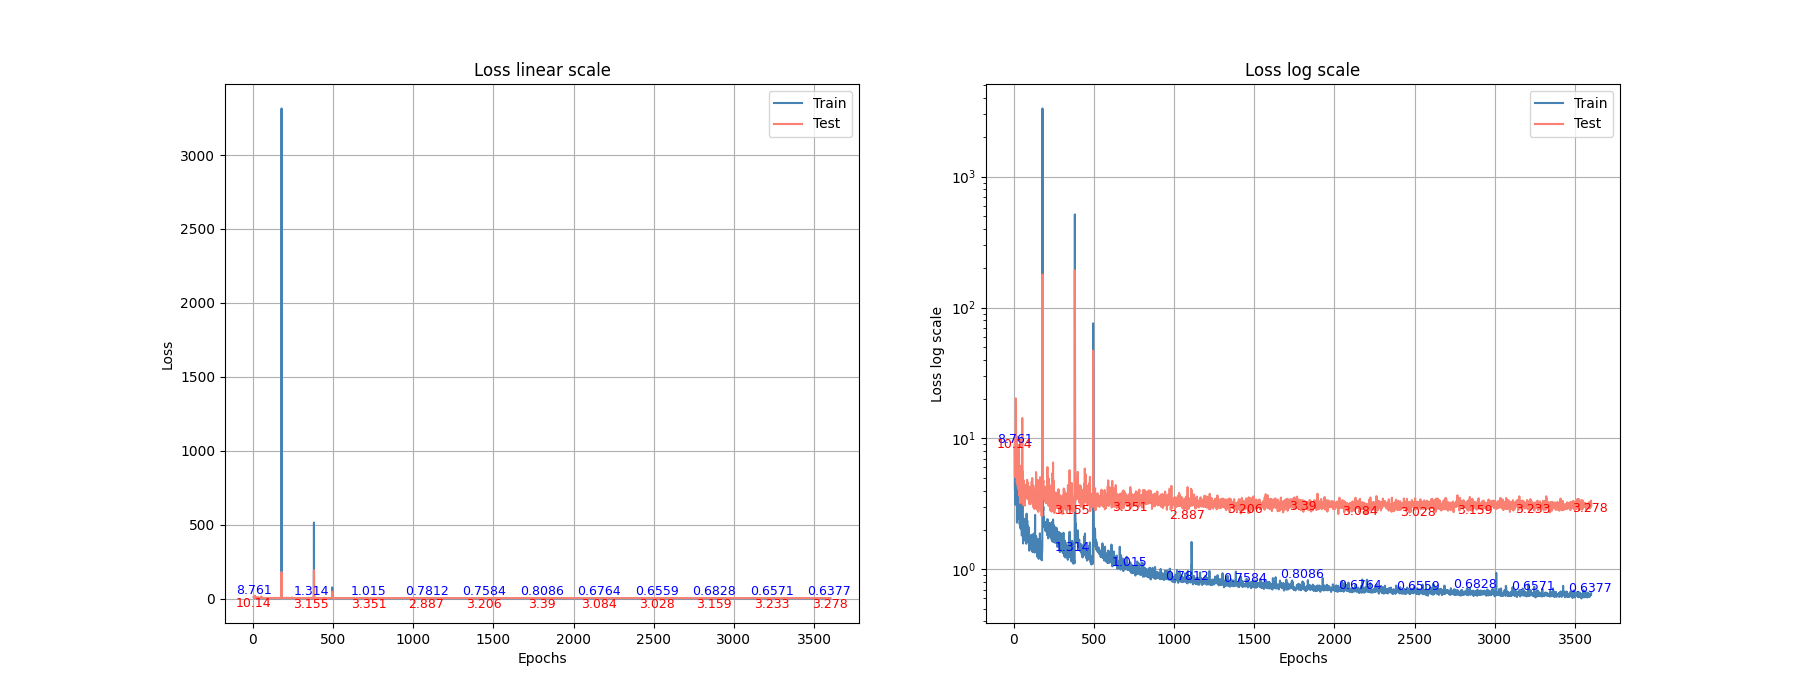 Loss linear scale
Train
Test
3000
2500
2000
1500
1000
500
0
Loss
8.761 1.314 1.015 0.7812 0.7584 0.8086 0.6764 0.6559 0.6828 0.6571 0.6377
10.14 3.155 3.351 2.887 3.206 3.39 3.084 3.028 3.159 3.233 3.278
0 500 1000 1500 2000 2500 3000 3500
Epochs
Loss log scale
Train
Test
10³
10²
10¹
10⁰
Loss log scale
8.761
10.14
3.155 3.351 2.887 3.206 3.39 3.084 3.028 3.159 3.233 3.278
1.314 1.015 0.7812 0.7584 0.8086 0.6764 0.6559 0.6828 0.6571 0.6377
0 500 1000 1500 2000 2500 3000 3500
Epochs